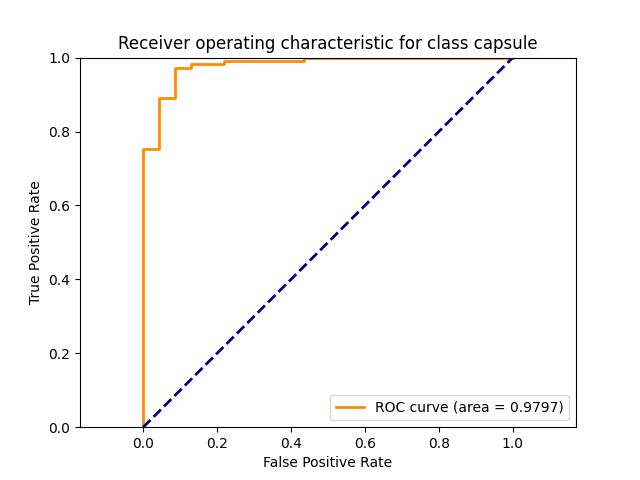 Receiver operating characteristic for class capsule
1.0
0.8
0.6
0.4
0.2
0.0
True Positive Rate
ROC curve (area = 0.9797)
0.0 0.2 0.4 0.6 0.8 1.0
False Positive Rate